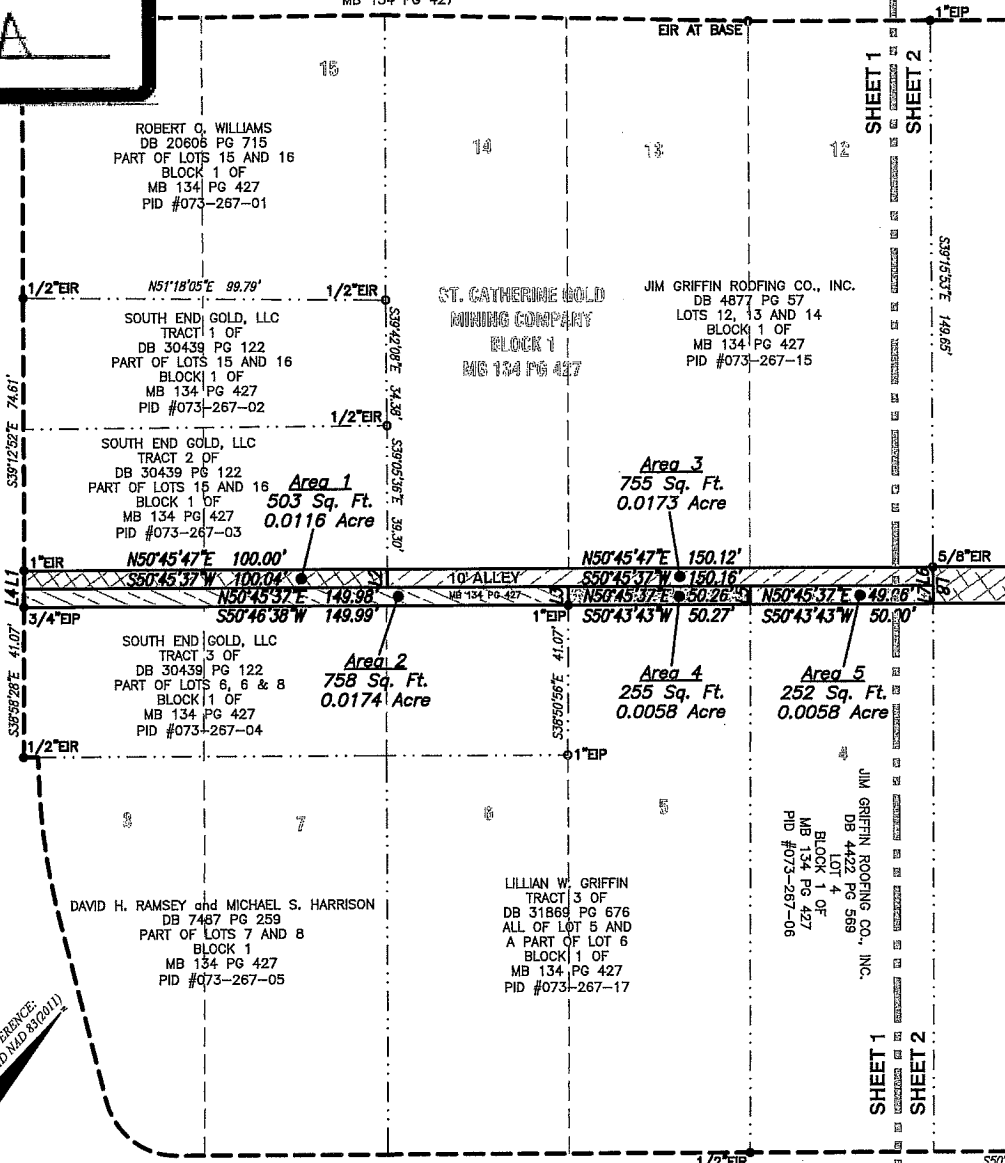 MB 134 PG 427
1"EIP
EIR AT BASE
SHEET 1
SHEET 2
15
14
13
12
ROBERT O. WILLIAMS
DB 20606 PG 715
PART OF LOTS 15 AND 16
BLOCK 1 OF
MB 134 PG 427
PID #073-267-01
S39°15'53"E 149.65'
1/2"EIR
N51°18'05"E 99.79'
1/2"EIR
SOUTH END GOLD, LLC
TRACT 1 OF
DB 30439 PG 122
PART OF LOTS 15 AND 16
BLOCK 1 OF
MB 134 PG 427
PID #073-267-02
S39°42'08"E 34.38'
ST. CATHERINE GOLD
MINING COMPANY
BLOCK 1
MB 134 PG 427
JIM GRIFFIN ROOFING CO., INC.
DB 4877 PG 57
LOTS 12, 13 AND 14
BLOCK 1 OF
MB 134 PG 427
PID #073-267-15
S39°12'52"E 74.61'
1/2"EIR
SOUTH END GOLD, LLC
TRACT 2 OF
DB 30439 PG 122
PART OF LOTS 15 AND 16
BLOCK 1 OF
MB 134 PG 427
PID #073-267-03
S39°05'36"E 39.30'
Area 1
503 Sq. Ft.
0.0116 Acre
Area 3
755 Sq. Ft.
0.0173 Acre
1"EIR
N50°45'47"E 100.00'
N50°45'47"E 150.12'
5/8"EIR
L1
S50°45'37"W 100.04'
L2
10' ALLEY
S50°45'37"W 150.16'
L6
L4
N50°45'37"E 149.98'
MB 134 PG 427
L3
N50°45'37"E 50.26'
N50°45'37"E 49.86'
L7
L8
3/4"EIP
S50°46'38"W 149.99'
1"EIP
S50°43'43"W 50.27'
S50°43'43"W 50.00'
S38°58'28"E 41.07'
SOUTH END GOLD, LLC
TRACT 3 OF
DB 30439 PG 122
PART OF LOTS 6, 6 & 8
BLOCK 1 OF
MB 134 PG 427
PID #073-267-04
Area 2
758 Sq. Ft.
0.0174 Acre
S38°50'56"E 41.07'
Area 4
255 Sq. Ft.
0.0058 Acre
Area 5
252 Sq. Ft.
0.0058 Acre
1/2"EIR
1"EIP
8
7
6
5
4
JIM GRIFFIN ROOFING CO., INC.
DB 4422 PG 569
LOT 4
BLOCK 1 OF
MB 134 PG 427
PID #073-267-06
DAVID H. RAMSEY and MICHAEL S. HARRISON
DB 7487 PG 259
PART OF LOTS 7 AND 8
BLOCK 1
MB 134 PG 427
PID #073-267-05
LILLIAN W. GRIFFIN
TRACT 3 OF
DB 31869 PG 676
ALL OF LOT 5 AND
A PART OF LOT 6
BLOCK 1 OF
MB 134 PG 427
PID #073-267-17
ERENCE:
D NAD 83(2011)
SHEET 1
SHEET 2
1/2"EIR
S50°